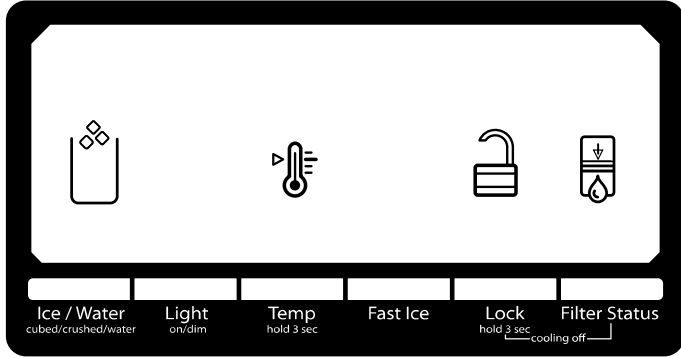 Ice / Water Light Temp Fast Ice Lock Filter Status
cubed/crushed/water on/dim hold 3 sec hold 3 sec
cooling off